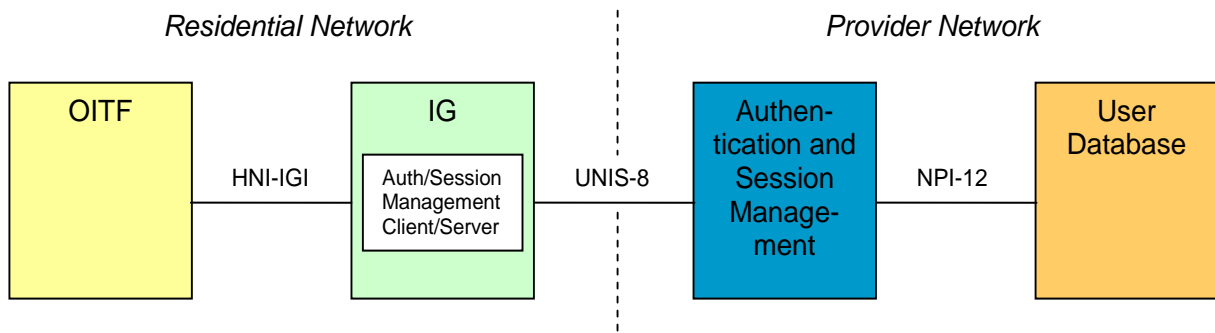 Residential Network
Provider Network
OITF
HNI-IGI
IG
Auth/Session
Management
Client/Server
UNIS-8
Authen-
tication and
Session
Manage-
ment
NPI-12
User
Database